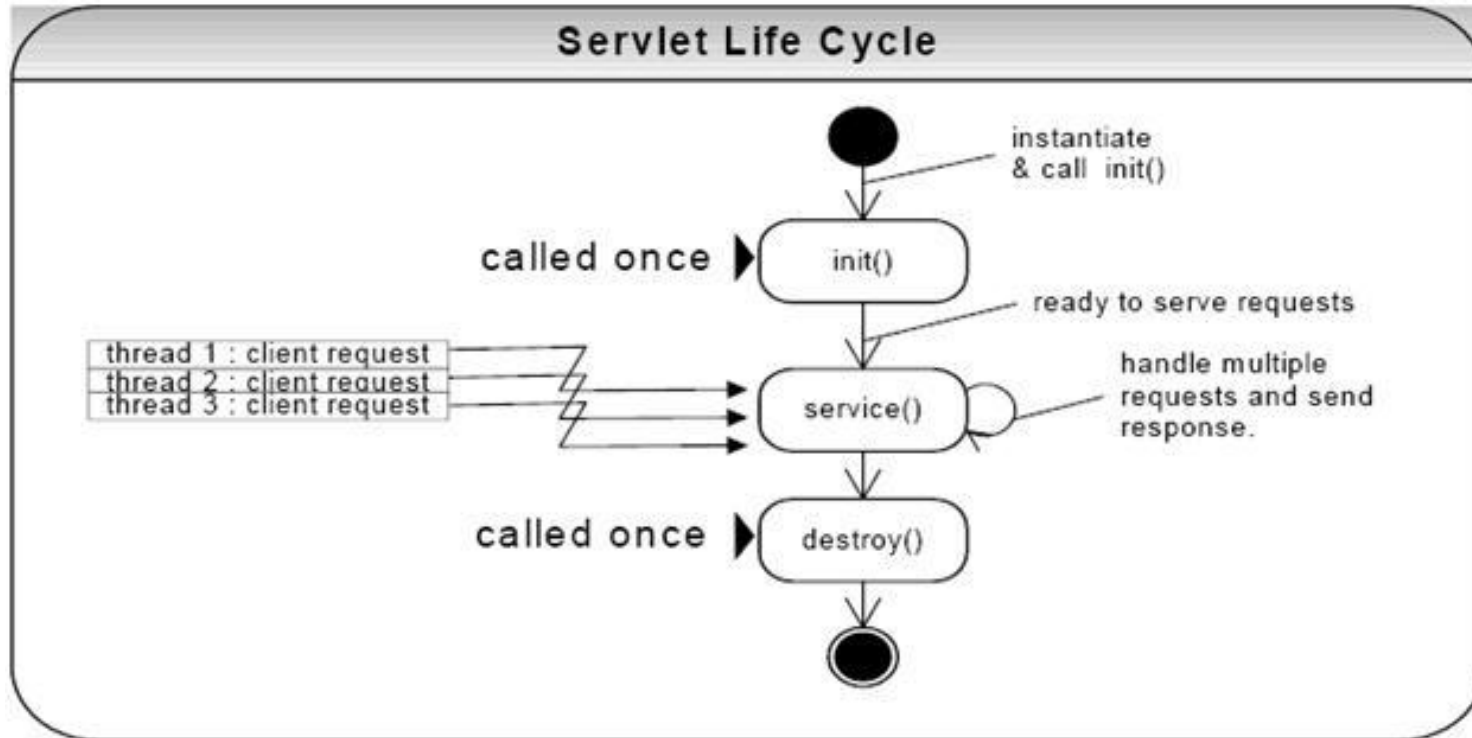 Servlet Life Cycle
instantiate
& call init()
called once
init()
ready to serve requests
thread 1 : client request
thread 2 : client request
thread 3 : client request
service()
handle multiple
requests and send
response.
called once
destroy()